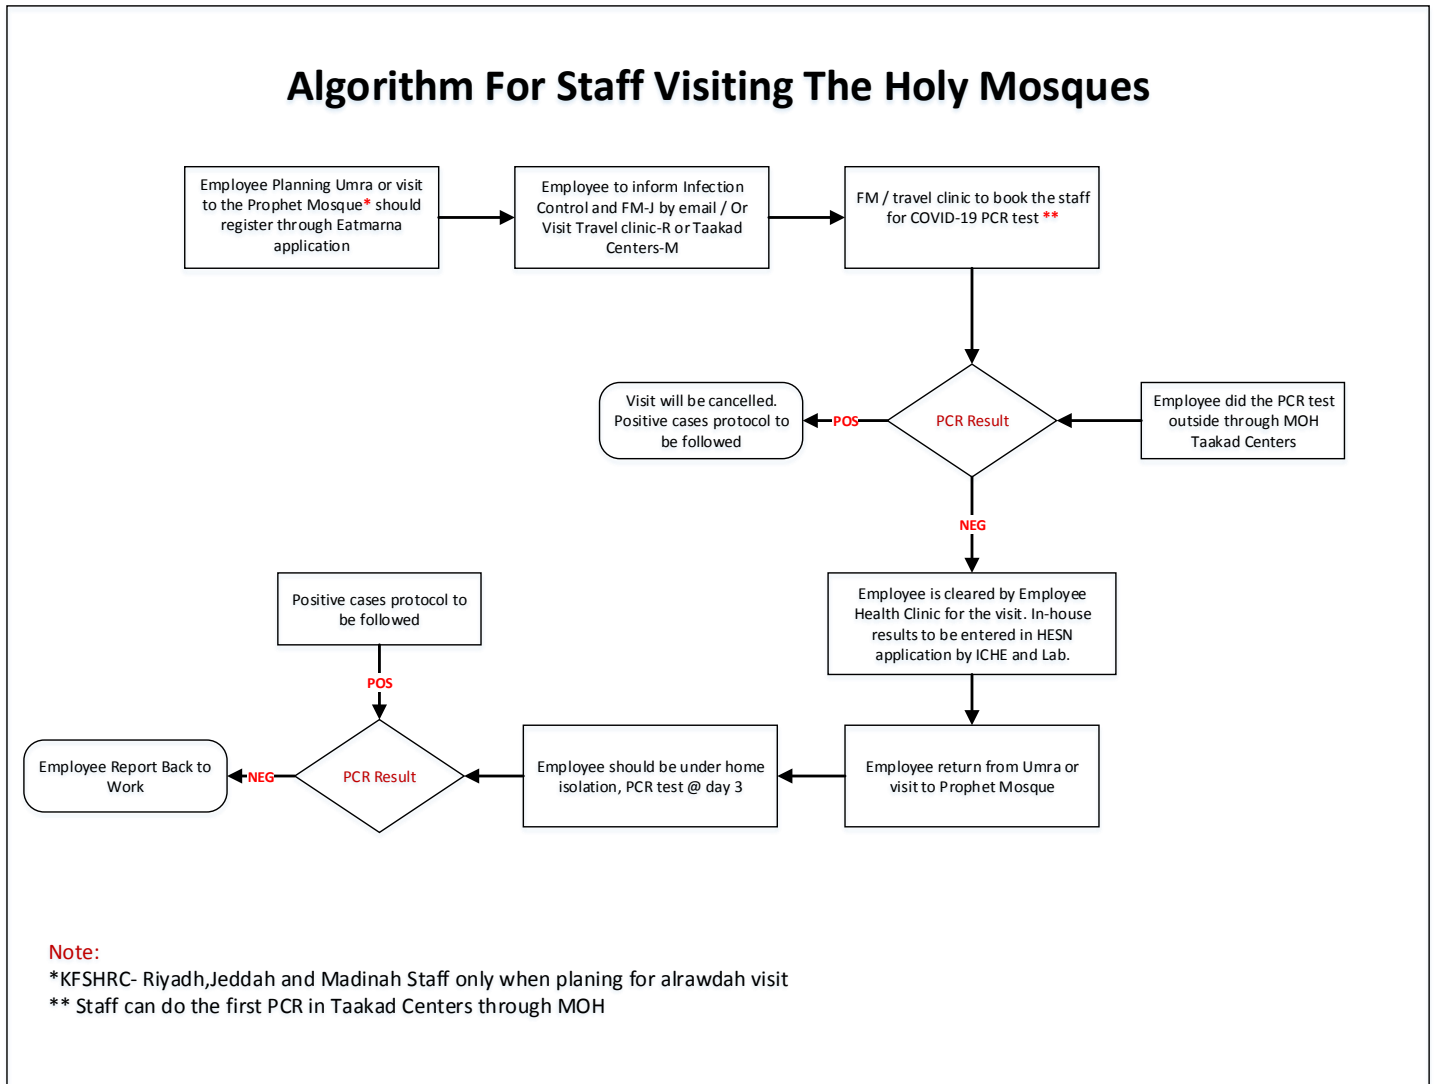 Algorithm For Staff Visiting The Holy Mosques
Employee Planning Umra or visit
to the Prophet Mosque* should
register through Eatmarna
application
Employee to inform Infection
Control and FM-J by email / Or
Visit Travel clinic-R or Taakad
Centers-M
FM / travel clinic to book the staff
for COVID-19 PCR test **
Visit will be cancelled.
Positive cases protocol to
be followed
POS
PCR Result
Employee did the PCR test
outside through MOH
Taakad Centers
NEG
Employee is cleared by Employee
Health Clinic for the visit. In-house
results to be entered in HESN
application by ICHE and Lab.
Positive cases protocol to
be followed
POS
Employee Report Back to
Work
NEG
PCR Result
Employee should be under home
isolation, PCR test @ day 3
Employee return from Umra or
visit to Prophet Mosque
Note:
*KFSHRC- Riyadh,Jeddah and Madinah Staff only when planing for alrawdah visit
** Staff can do the first PCR in Taakad Centers through MOH